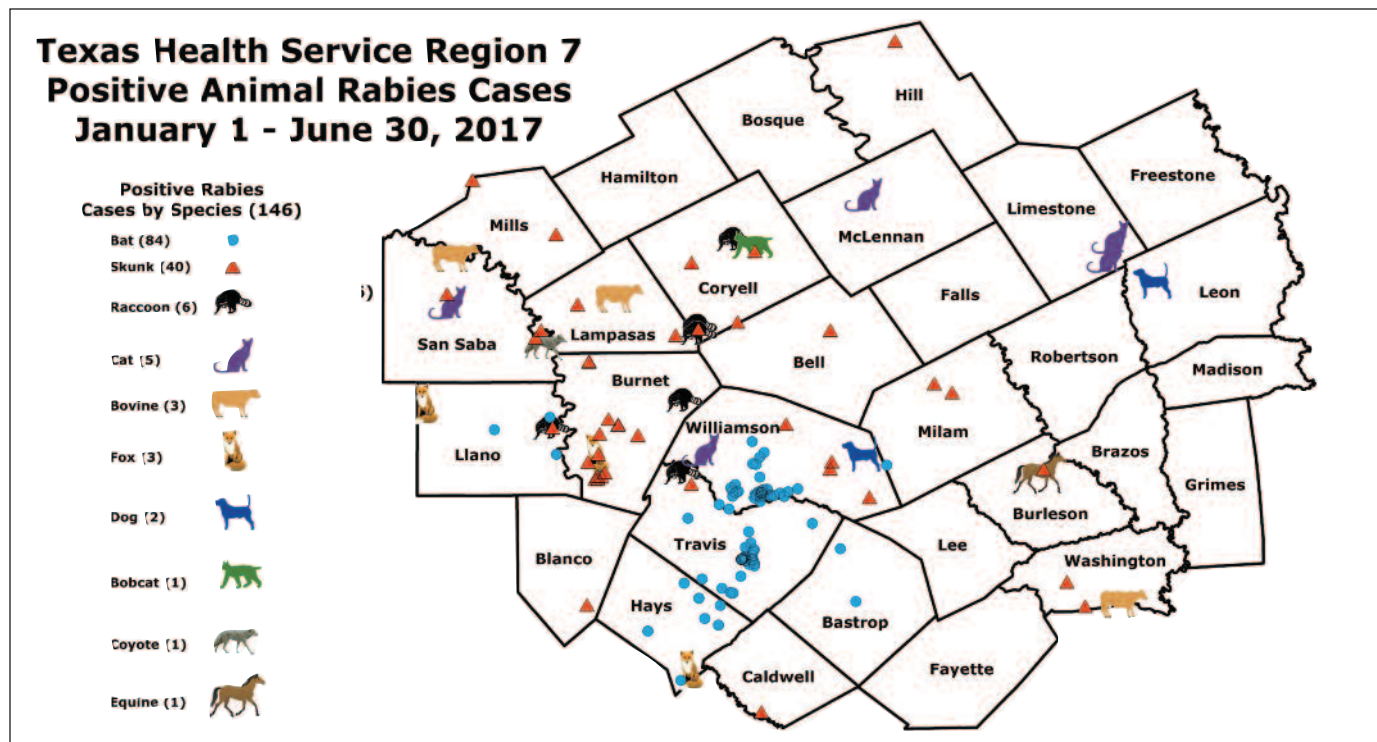 Texas Health Service Region 7
Positive Animal Rabies Cases
January 1 - June 30, 2017
Positive Rabies
Cases by Species (146)
Bat (84)
Skunk (40)
Raccoon (6)
Cat (5)
Bovine (3)
Fox (3)
Dog (2)
Bobcat (1)
Coyote (1)
Equine (1)
5)
Hill
Bosque
Hamilton
Freestone
Limestone
Mills
McLennan
Coryell
Leon
Falls
San Saba
Lampasas
Bell
Robertson
Madison
Burnet
Williamson
Milam
Llano
Brazos
Grimes
Burleson
Travis
Lee
Blanco
Washington
Hays
Bastrop
Fayette
Caldwell